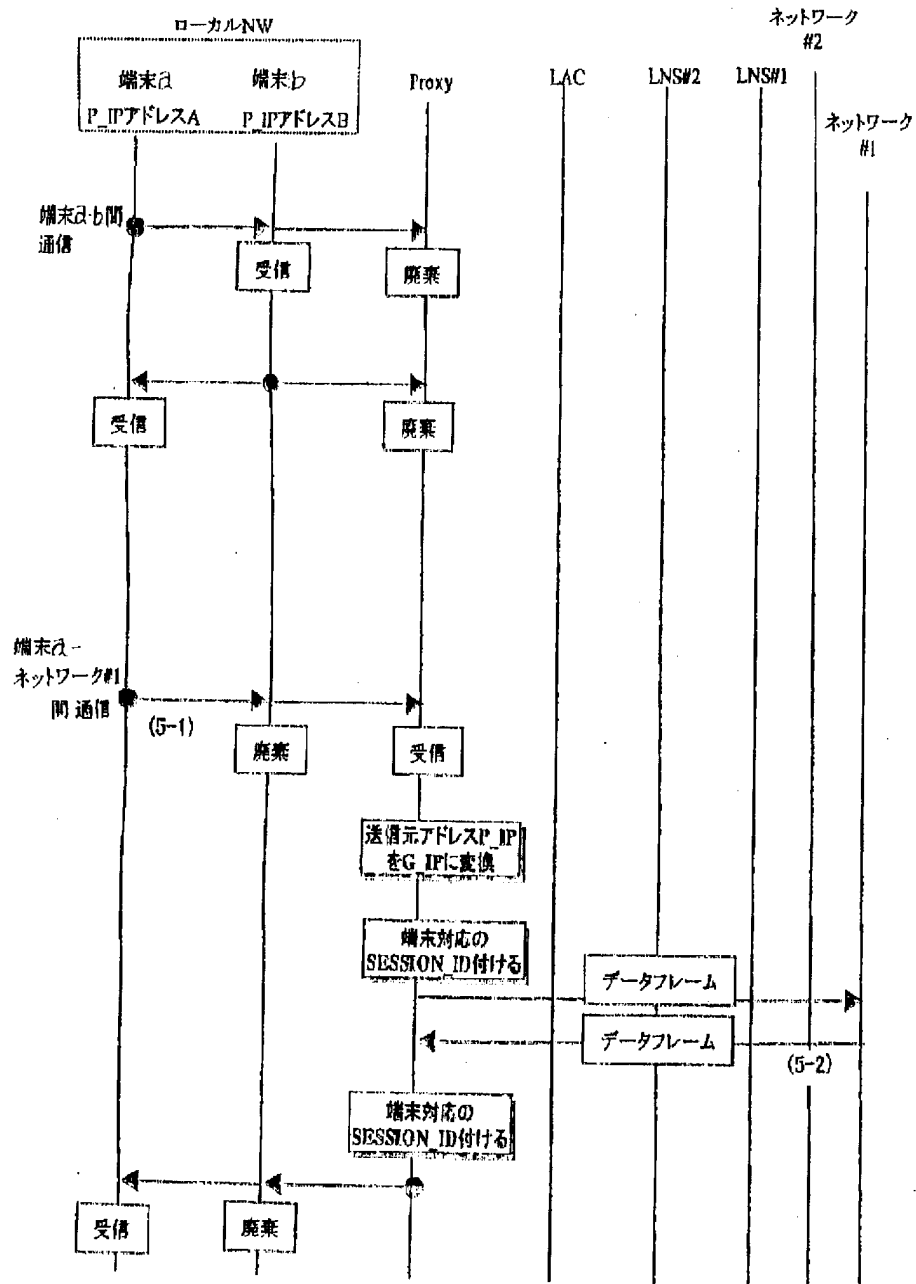 ネットワーク
#2
ローカルNW
端末a
端末b
Proxy
LAC
LNS#2
LNS#1
P_IPアドレスA
P_IPアドレスB
ネットワーク
#1
端末a-b間
通信
受信
廃棄
受信
廃棄
端末a-
ネットワーク#1
間通信
(5-1)
廃棄
受信
送信元アドレスP_IP
をG_IPに変換
端末対応の
SESSION_ID付ける
データフレーム
データフレーム
(5-2)
端末対応の
SESSION_ID付ける
受信
廃棄